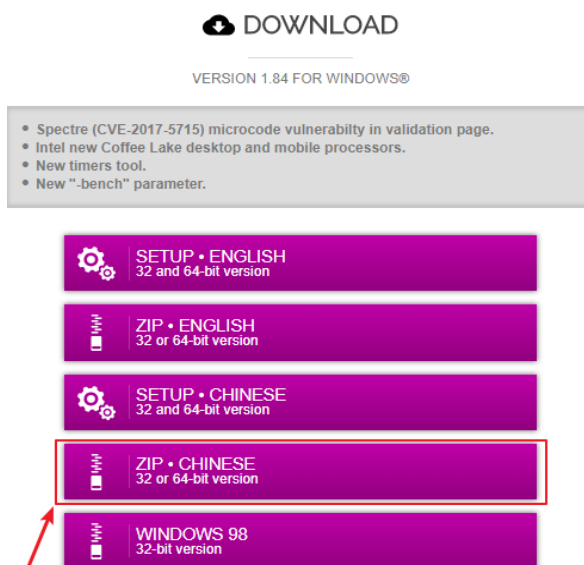 DOWNLOAD
VERSION 1.84 FOR WINDOWS®
• Spectre (CVE-2017-5715) microcode vulnerabilty in validation page.
• Intel new Coffee Lake desktop and mobile processors.
• New timers tool.
• New "-bench" parameter.
SETUP • ENGLISH
32 and 64-bit version
ZIP • ENGLISH
32 or 64-bit version
SETUP • CHINESE
32 and 64-bit version
ZIP • CHINESE
32 or 64-bit version
WINDOWS 98
32-bit version